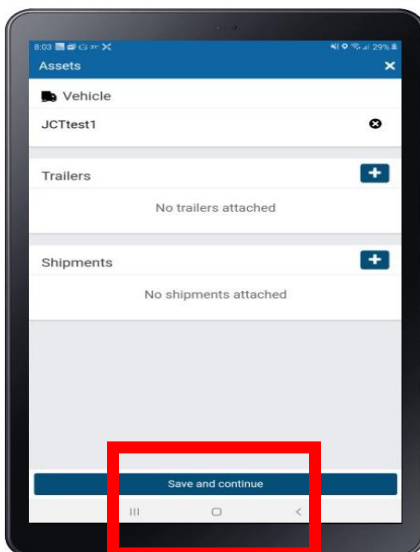 8:03 29%
Assets
Vehicle
JCTtest1
Trailers
No trailers attached
Shipments
No shipments attached
Save and continue